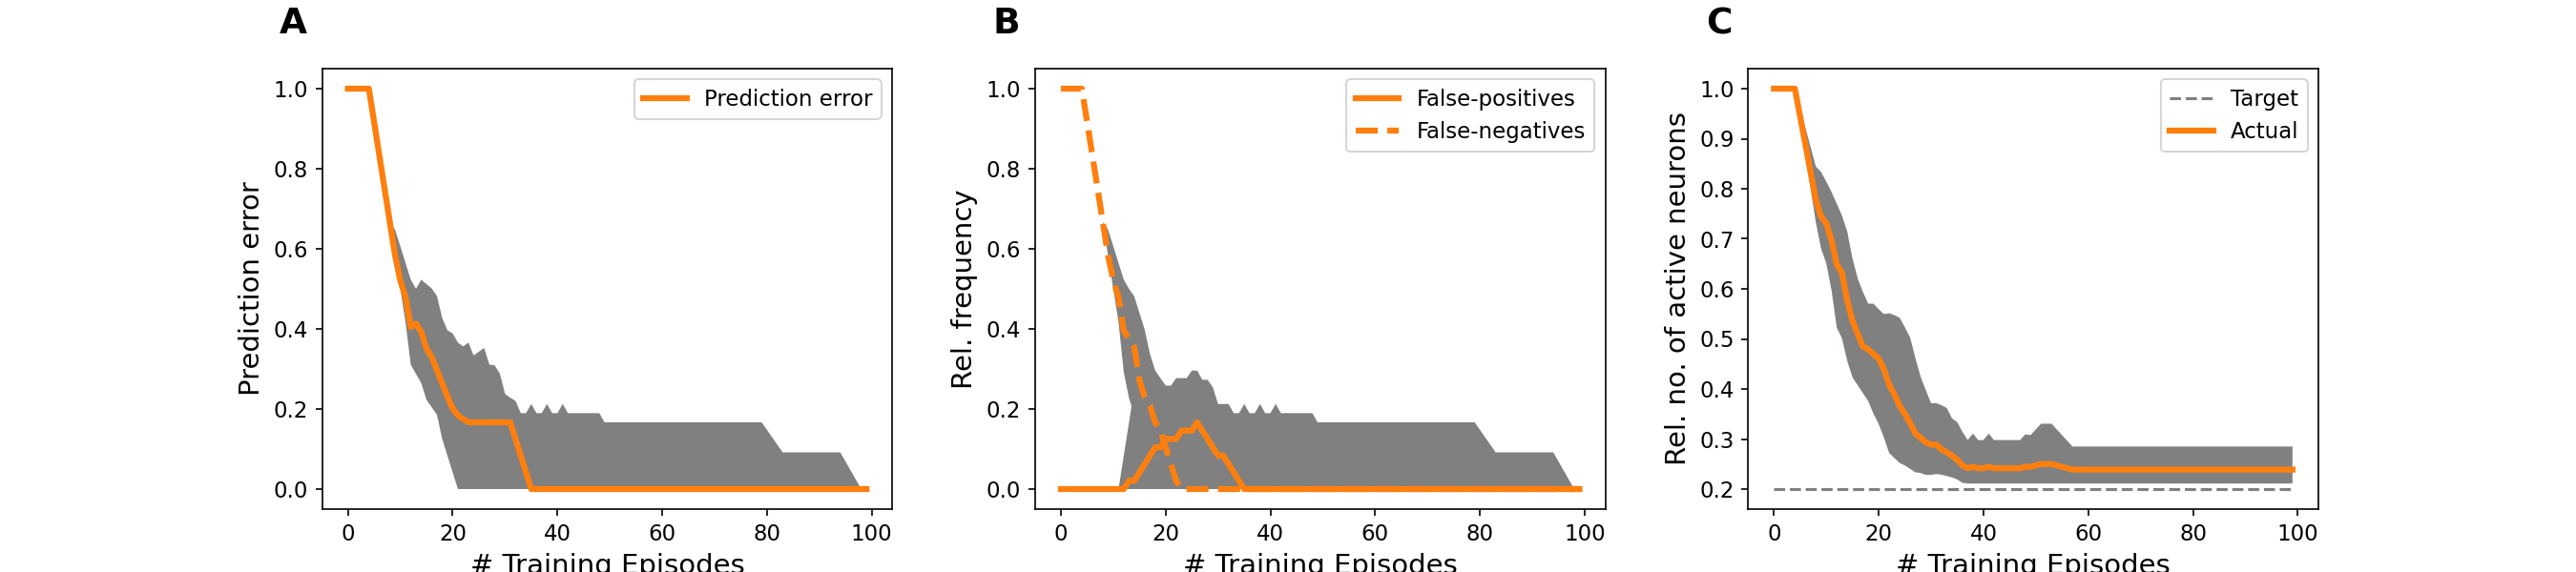 A
Prediction error
1.0
0.8
0.6
0.4
0.2
0.0
Prediction error
0 20 40 60 80 100
# Training Episodes
B
False-positives
False-negatives
1.0
0.8
0.6
0.4
0.2
0.0
Rel. frequency
0 20 40 60 80 100
# Training Episodes
C
Target
Actual
1.0
0.9
0.8
0.7
0.6
0.5
0.4
0.3
0.2
Rel. no. of active neurons
0 20 40 60 80 100
# Training Episodes